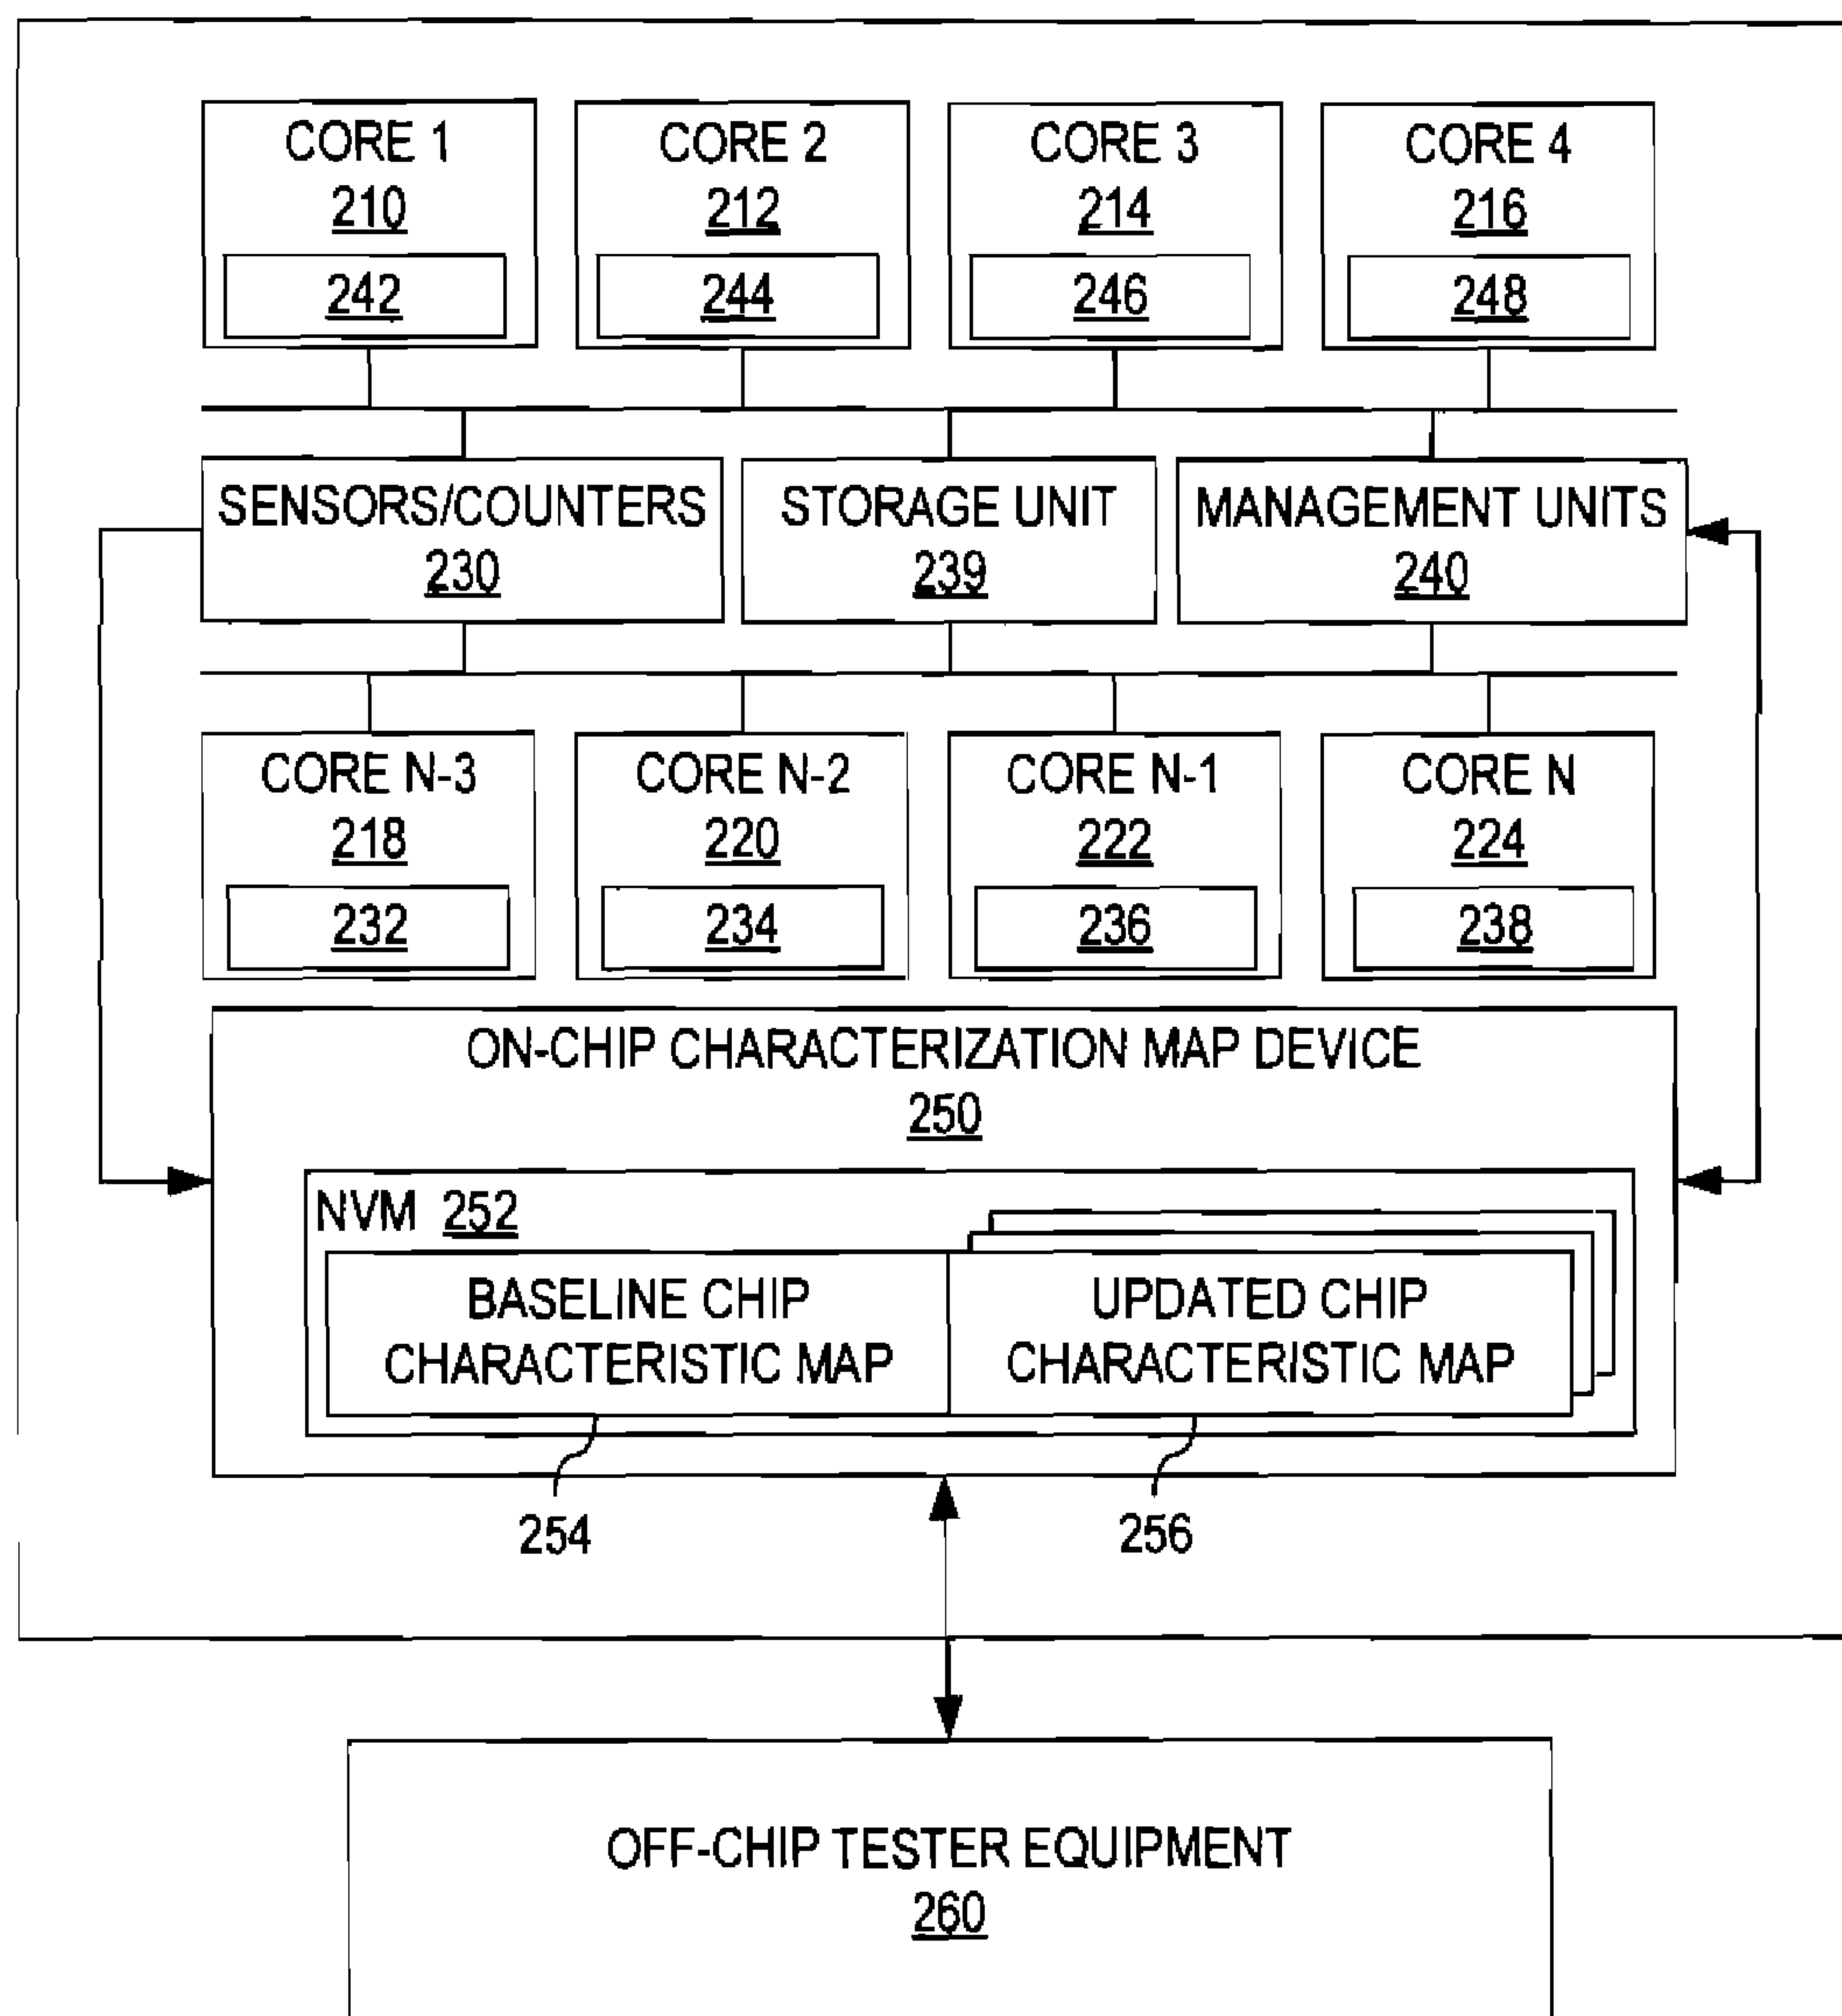 CORE 1
210
242
CORE 2
212
244
CORE 3
214
246
CORE 4
216
248
SENSORS/COUNTERS
230
STORAGE UNIT
239
MANAGEMENT UNITS
240
CORE N-3
218
232
CORE N-2
220
234
CORE N-1
222
236
CORE N
224
238
ON-CHIP CHARACTERIZATION MAP DEVICE
250
NVM 252
BASELINE CHIP
CHARACTERISTIC MAP
UPDATED CHIP
CHARACTERISTIC MAP
254
256
OFF-CHIP TESTER EQUIPMENT
260